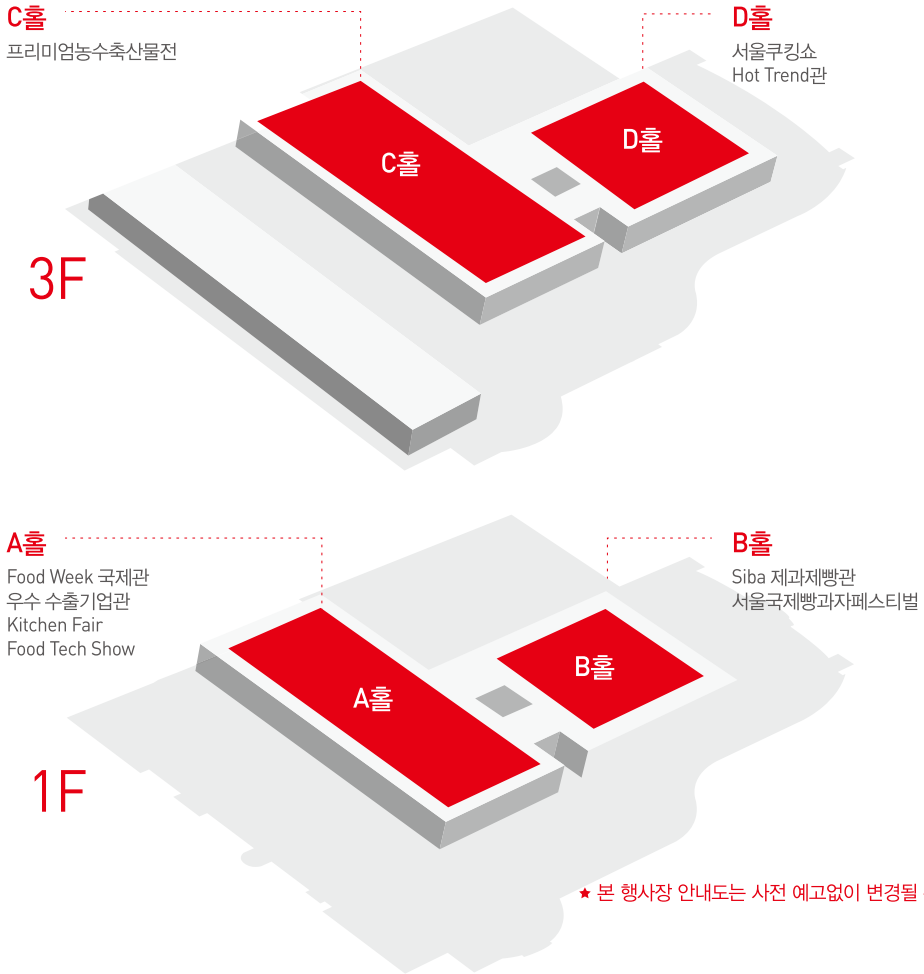 C홀
프리미엄농수축산물전
D홀
서울쿠킹쇼
Hot Trend관
C홀
D홀
3F
A홀
Food Week 국제관
우수 수출기업관
Kitchen Fair
Food Tech Show
B홀
Siba 제과제빵관
서울국제빵과자페스티벌
A홀
B홀
1F
★ 본 행사장 안내도는 사전 예고없이 변경될